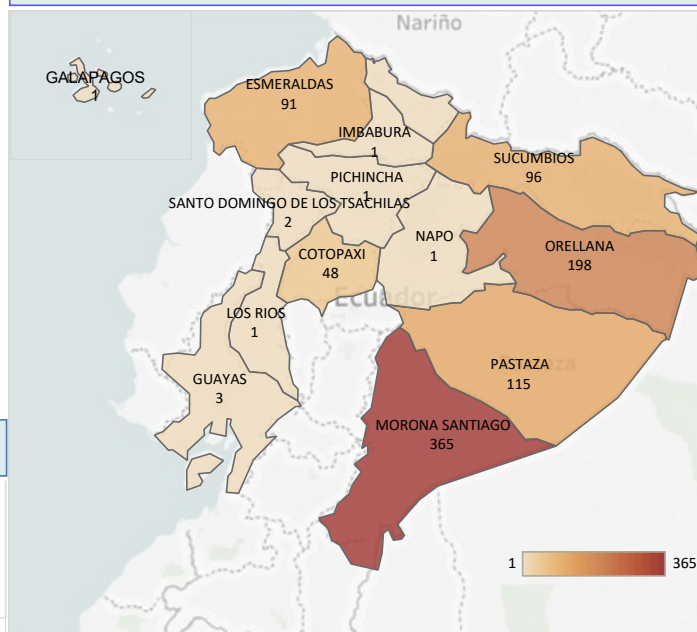 Nariño
GALAPAGOS
1
ESMERALDAS
91
IMBABURA
1
SUCUMBIOS
96
PICHINCHA
1
SANTO DOMINGO DE LOS TSACHILAS
2
NAPO
1
ORELLANA
198
COTOPAXI
48
Ecuador
LOS RIOS
1
PASTAZA
115
GUAYAS
3
MORONA SANTIAGO
365
1
365